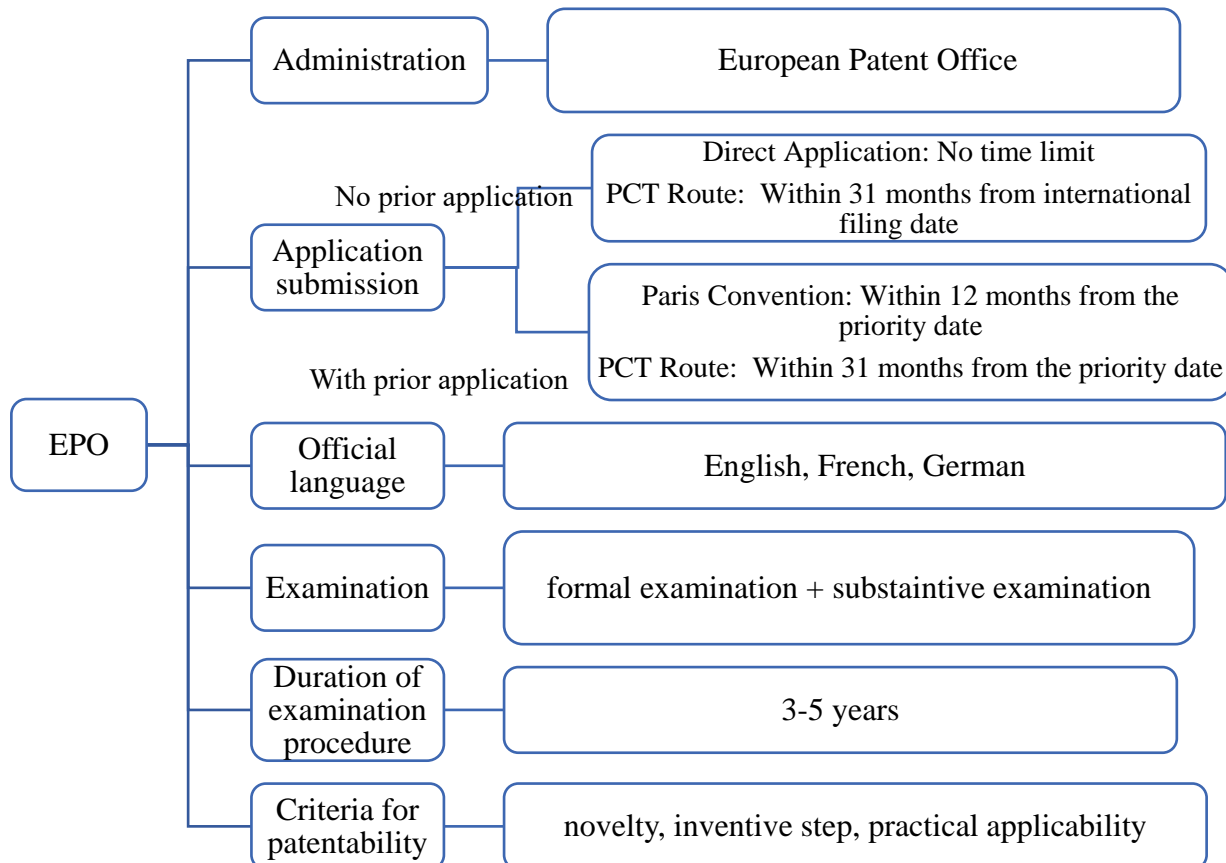 Administration
European Patent Office
No prior application
Direct Application: No time limit
PCT Route: Within 31 months from international
filing date
Application
submission
Paris Convention: Within 12 months from the
priority date
PCT Route: Within 31 months from the priority date
With prior application
EPO
Official
language
English, French, German
Examination
formal examination + substaintive examination
Duration of
examination
procedure
3-5 years
Criteria for
patentability
novelty, inventive step, practical applicability